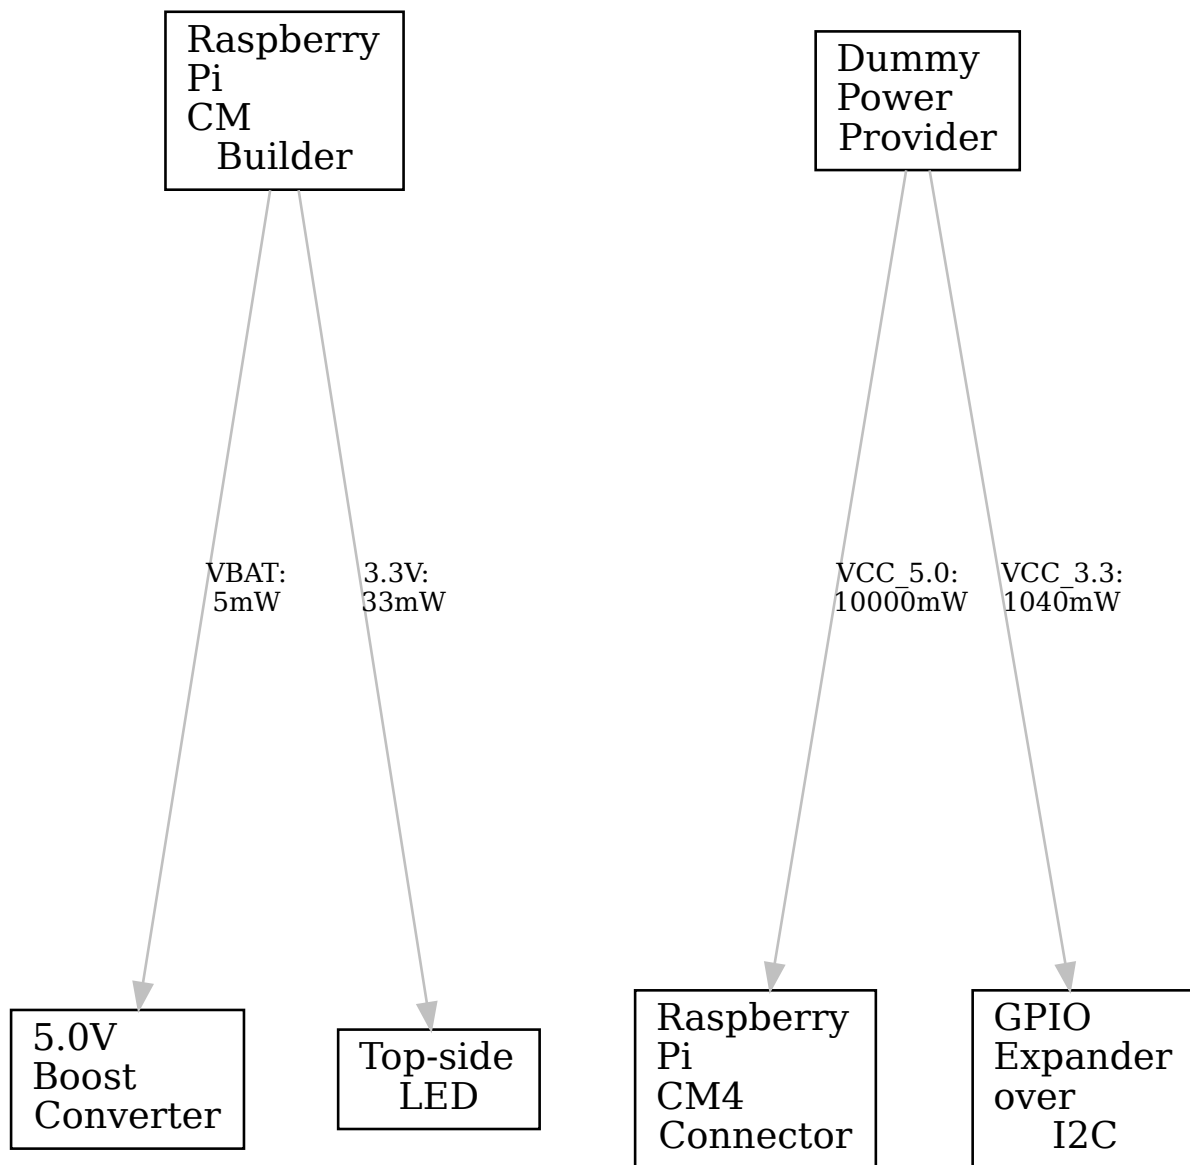 Raspberry
Pi
CM
Builder
Dummy
Power
Provider
VBAT:
5mW
3.3V:
33mW
VCC_5.0:
10000mW
VCC_3.3:
1040mW
5.0V
Boost
Converter
Top-side
LED
Raspberry
Pi
CM4
Connector
GPIO
Expander
over
I2C